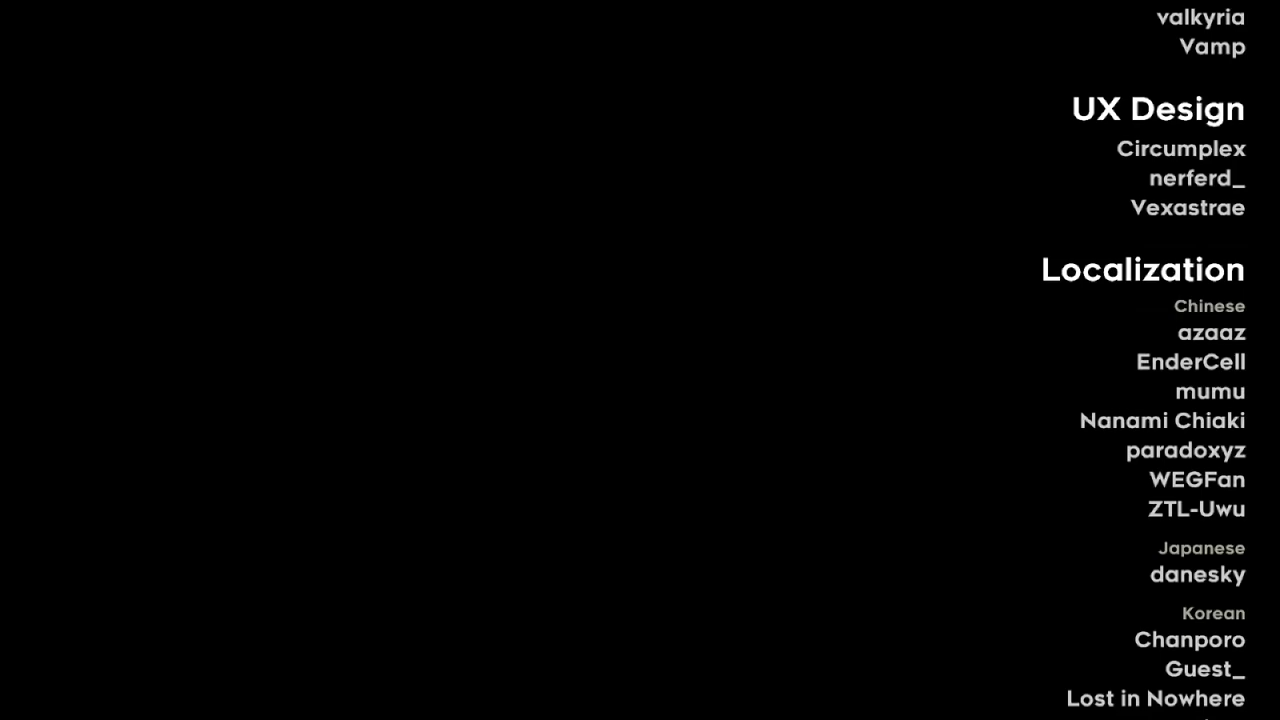 valkyria
Vamp
UX Design
Circumplex
nerferd_
Vexastrae
Localization
Chinese
azaaz
EnderCell
mumu
Nanami Chiaki
paradoxyz
WEGFan
ZTL-Uwu
Japanese
danesky
Korean
Chanporo
Guest_
Lost in Nowhere